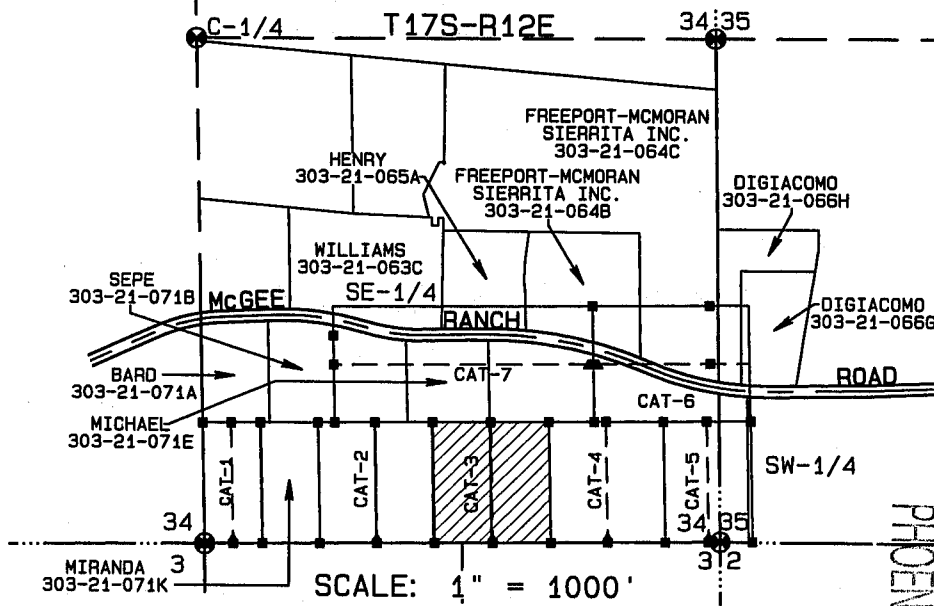 C-1/4
T17S-R12E
34 35
FREEPORT-MCMORAN
SIERRITA INC.
303-21-064C
HENRY
303-21-065A
FREEPORT-MCMORAN
SIERRITA INC.
303-21-064B
DIGIACOMO
303-21-066H
WILLIAMS
303-21-063C
SEPE
303-21-071B
McGEE
SE-1/4
RANCH
DIGIACOMO
303-21-066G
BARD
303-21-071A
CAT-7
ROAD
CAT-6
MICHAEL
303-21-071E
CAT-1
CAT-2
CAT-3
CAT-4
CAT-5
SW-1/4
34
3
34 35
3 2
MIRANDA
303-21-071K
SCALE: 1" = 1000'
PHOEN